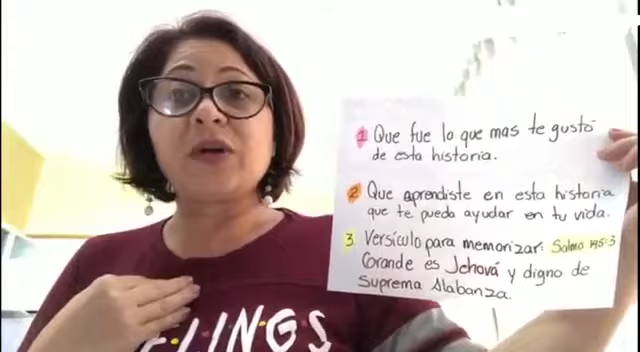 1 Que fue lo que mas te gustó
de esta historia.
2 Que aprendiste en esta historia
que te pueda ayudar en tu vida.
3. Versículo para memorizar: Salmo 145:3
Grande es Jehová y digno de
Suprema Alabanza.